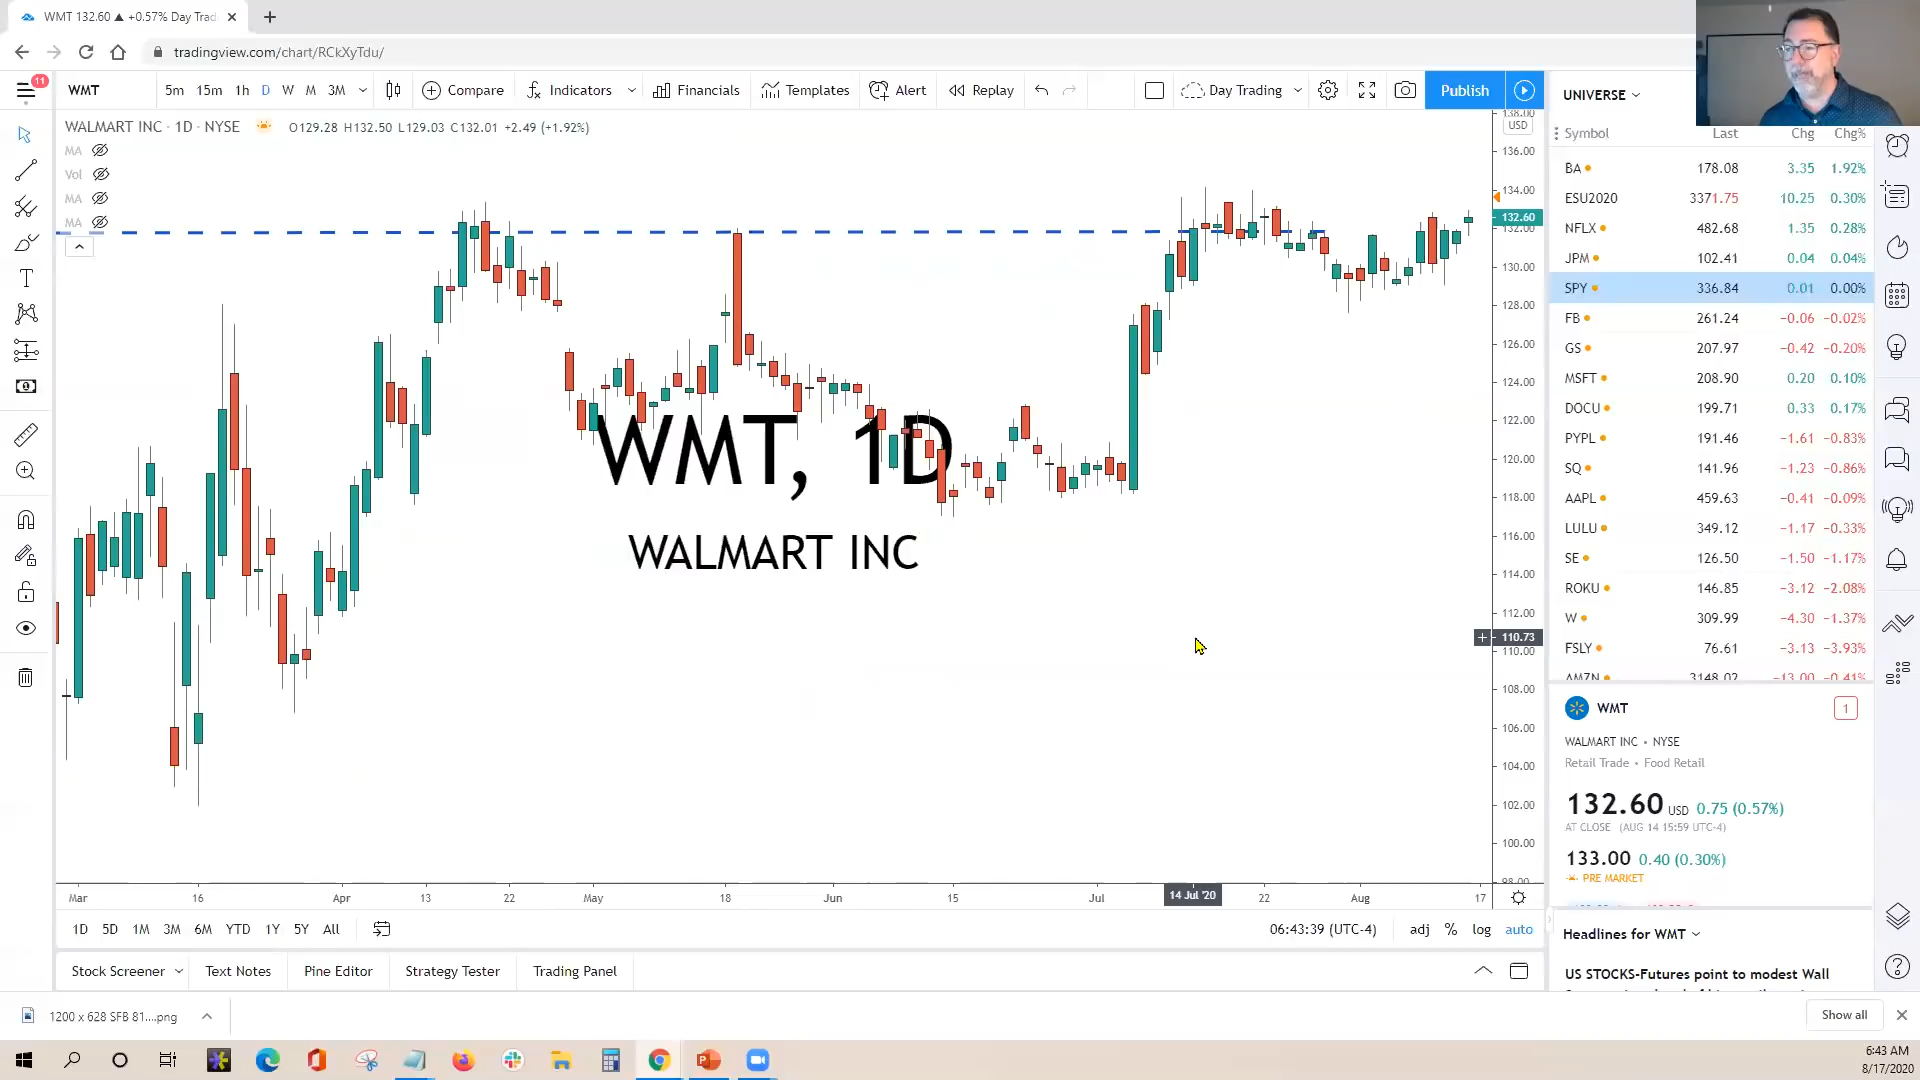 WMT 132.60 ▲ +0.57% Day Trad
tradingview.com/chart/RCkXyTdu/
11
WMT 5m 15m 1h D W M 3M Compare Indicators Financials Templates Alert Replay Day Trading Publish
UNIVERSE
WALMART INC · 1D · NYSE O129.28 H132.50 L129.03 C132.01 +2.49 (+1.92%)
MA
Vol
MA
MA
Symbol Last Chg Chg%
BA 178.08 3.35 1.92%
ESU2020 3371.75 10.25 0.30%
NFLX 482.68 1.35 0.28%
JPM 102.41 0.04 0.04%
SPY 336.84 0.01 0.00%
FB 261.24 −0.06 −0.02%
GS 207.97 −0.42 −0.20%
MSFT 208.90 0.20 0.10%
DOCU 199.71 0.33 0.17%
PYPL 191.46 −1.61 −0.83%
SQ 141.96 −1.23 −0.86%
AAPL 459.63 −0.41 −0.09%
LULU 349.12 −1.17 −0.33%
SE 126.50 −1.50 −1.17%
ROKU 146.85 −3.12 −2.08%
W 309.99 −4.30 −1.37%
FSLY 76.61 −3.13 −3.93%
AMZN 3148.02 −13.00 −0.41%
138.00
USD
136.00
134.00
132.60
132.00
130.00
128.00
126.00
124.00
122.00
120.00
118.00
116.00
114.00
112.00
110.73
110.00
108.00
106.00
104.00
102.00
100.00
98.00
WMT, 1D
WALMART INC
WMT 1
WALMART INC • NYSE
Retail Trade • Food Retail
132.60 USD 0.75 (0.57%)
AT CLOSE (AUG 14 15:59 UTC-4)
133.00 0.40 (0.30%)
PRE MARKET
Mar 16 Apr 13 22 May 18 Jun 15 Jul 14 Jul '20 22 Aug 17
1D 5D 1M 3M 6M YTD 1Y 5Y All 06:43:39 (UTC-4) adj % log auto
Headlines for WMT
US STOCKS-Futures point to modest Wall
Stock Screener Text Notes Pine Editor Strategy Tester Trading Panel
1200 x 628 SFB 81....png
Show all
6:43 AM
8/17/2020